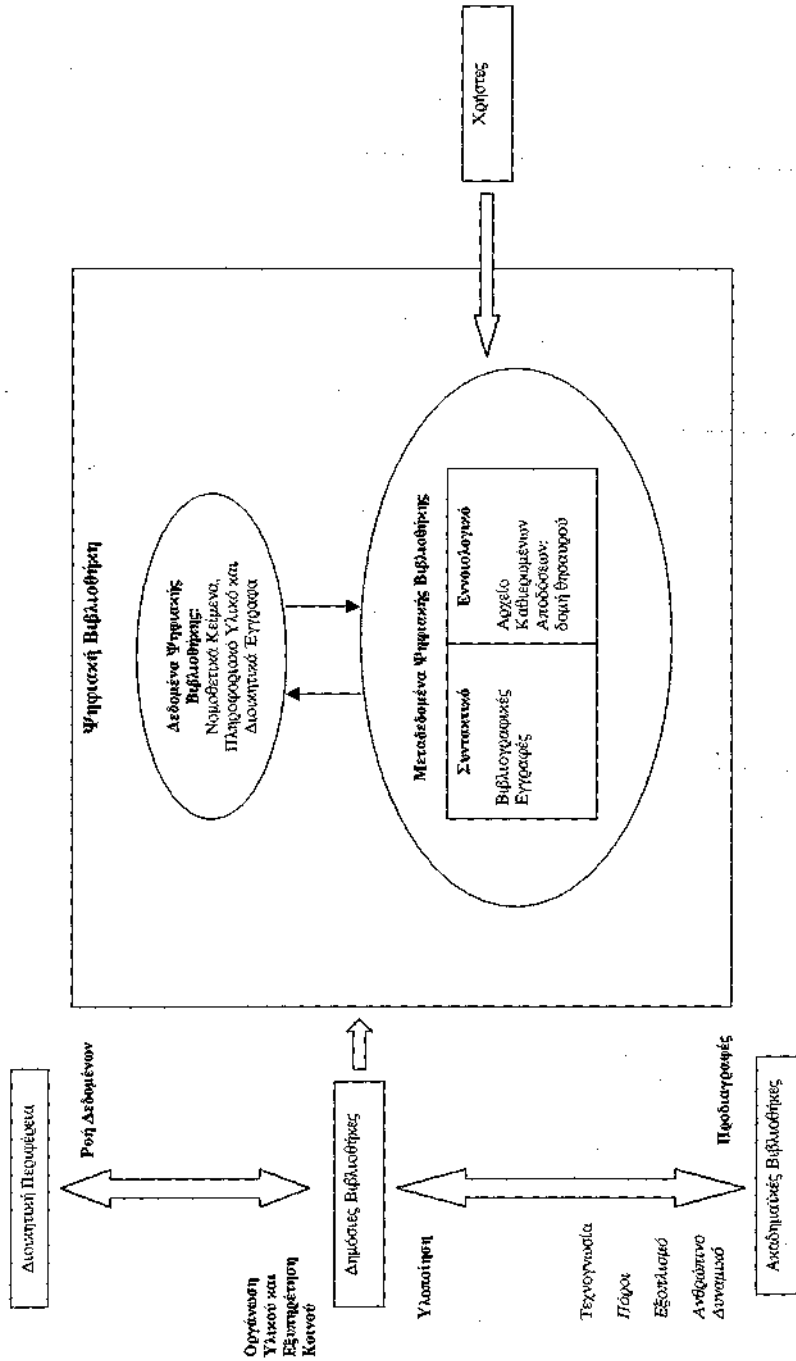 Διοικητική Περιφέρεια
Ροή Δεδομένων
Οργάνωση
Υλικού και
Εξυπηρέτηση
Κοινού
Δημόσιες Βιβλιοθήκες
Υλοποίηση
Τεχνογνωσία
Πόροι
Εξοπλισμό
Ανθρώπινο
Δυναμικό
Προδιαγραφές
Ακαδημαϊκές Βιβλιοθήκες
Ψηφιακή Βιβλιοθήκη
Δεδομένα Ψηφιακής
Βιβλιοθήκης:
Νομοθετικά Κείμενα,
Πληροφοριακό Υλικό και
Διοικητικά Έγγραφα
Μεταδεδομένα Ψηφιακής Βιβλιοθήκης
Συντακτικό
Βιβλιογραφικές
Εγγραφές
Εννοιολογικό
Αρχείο
Καθιερωμένων
Αποδόσεων:
δομή θησαυρού
Χρήστες